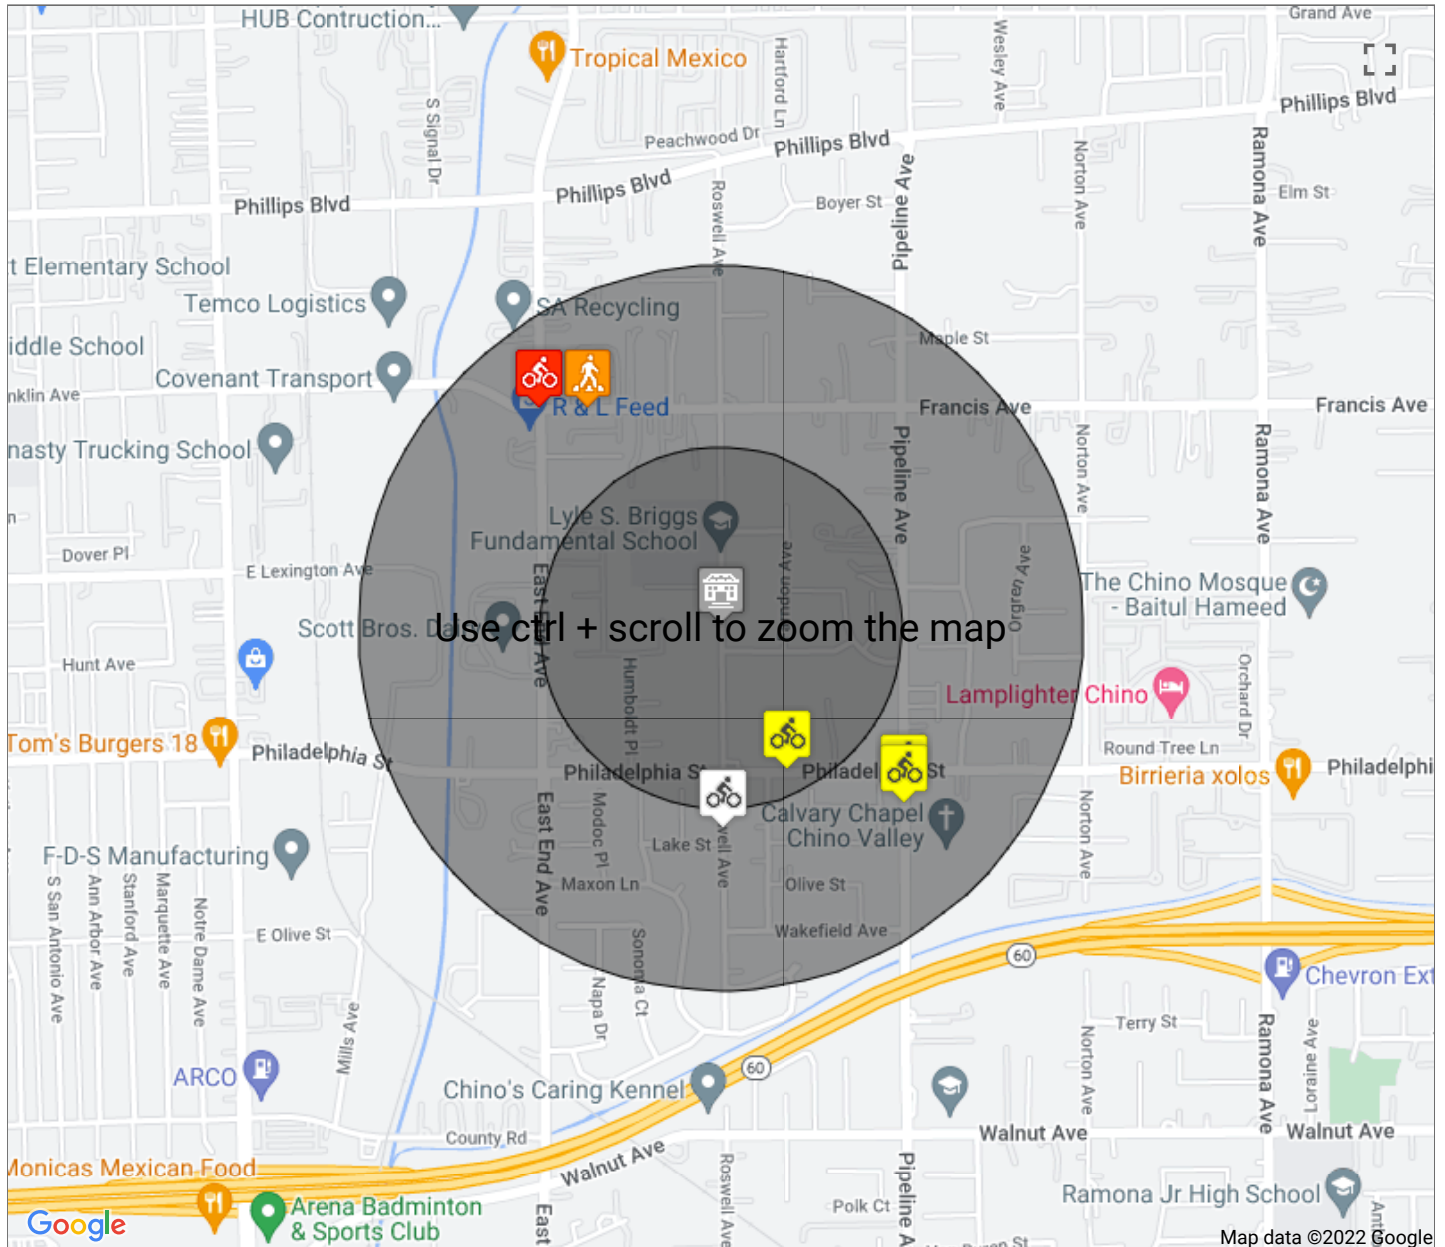 HUB Construction...
Grand Ave
Tropical Mexico
Hartford Ln
Wesley Ave
S Signal Dr
Phillips Blvd
Peachwood Dr
Phillips Blvd
Ramona Ave
Norton Ave
Pipeline Ave
Phillips Blvd
Phillips Blvd
Roswell Ave
Boyer St
Elm St
t Elementary School
Temco Logistics
SA Recycling
iddle School
Maple St
Covenant Transport
nklin Ave
R & L Feed
Francis Ave
Francis Ave
nasty Trucking School
Pipeline Ave
Norton Ave
Ramona Ave
n
Lyle S. Briggs
Fundamental School
Dover Pl
E Lexington Ave
East End Ave
Ogren Ave
The Chino Mosque
- Baitul Hameed
Scott Bros. D
Use ctrl + scroll to zoom the map
Hunt Ave
Humboldt Pl
Orchard Dr
Lamplighter Chino
Tom's Burgers 18
Philadelphia St
Round Tree Ln
Philadelphia St
Philadel
St
Birrieria xolos
Philadelphi
East End Ave
Modoc Pl
Norton Ave
Calvary Chapel
Chino Valley
Lake St
well Ave
F-D-S Manufacturing
Maxon Ln
Olive St
S San Antonio Ave
Ann Arbor Ave
Stanford Ave
Marquette Ave
Notre Dame Ave
E Olive St
Wakefield Ave
Sonoma Ct
60
Chevron Ext
Napa Dr
Mills Ave
Terry St
Ramona Ave
Loraine Ave
Norton Ave
60
ARCO
Chino's Caring Kennel
County Rd
Walnut Ave
Walnut Ave
Walnut Ave
Monicas Mexican Food
Roswell Ave
Pipeline A
Ramona Jr High School
Polk Ct
Arena Badminton
& Sports Club
East
Google
Map data ©2022 Google